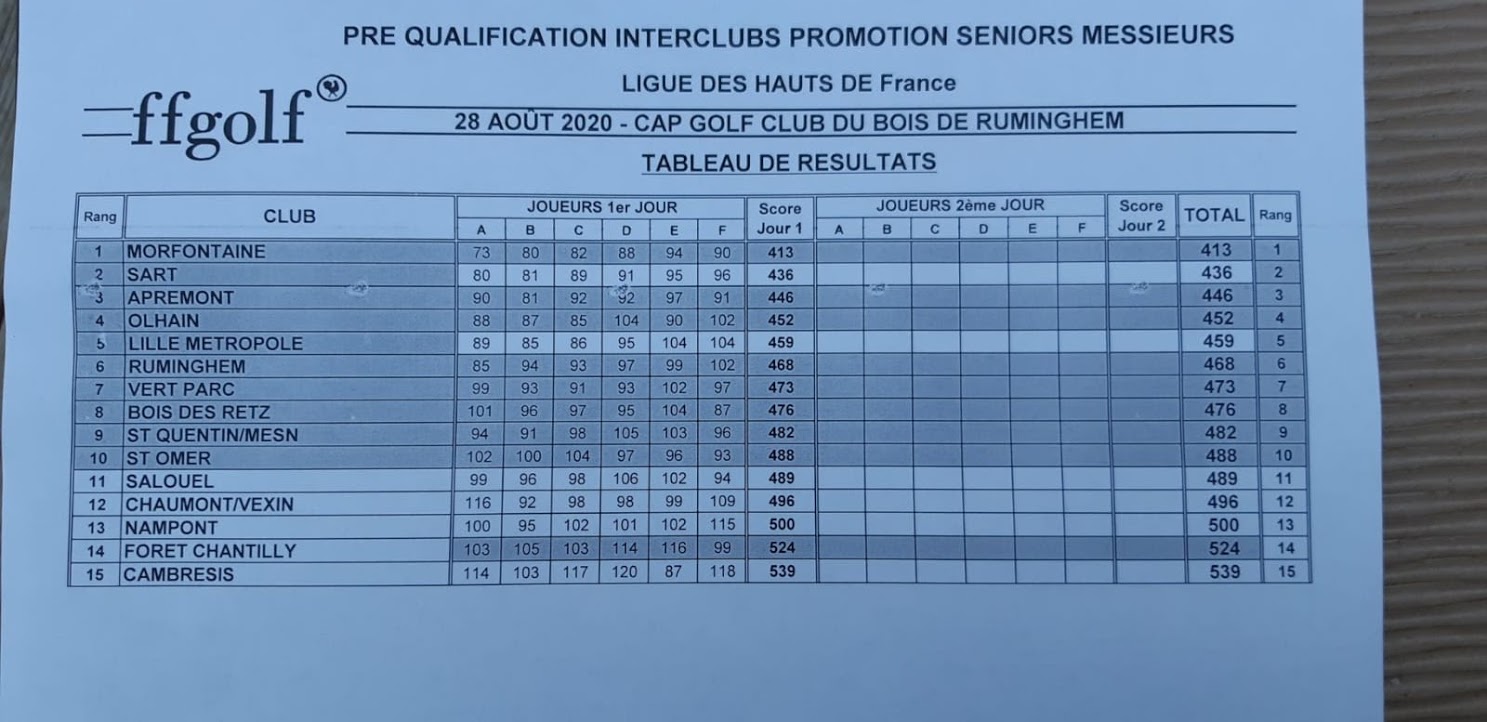 PRE QUALIFICATION INTERCLUBS PROMOTION SENIORS MESSIEURS
LIGUE DES HAUTS DE France
ffgolf
28 AOÛT 2020 - CAP GOLF CLUB DU BOIS DE RUMINGHEM
TABLEAU DE RESULTATS
Rang CLUB JOUEURS 1er JOUR Score Jour 1 JOUEURS 2ème JOUR Score Jour 2 TOTAL Rang
A B C D E F A B C D E F
1 MORFONTAINE 73 80 82 88 94 90 413 413 1
2 SART 80 81 89 91 95 96 436 436 2
3 APREMONT 90 81 92 92 97 91 446 446 3
4 OLHAIN 88 87 85 104 90 102 452 452 4
5 LILLE METROPOLE 89 85 86 95 104 104 459 459 5
6 RUMINGHEM 85 94 93 97 99 102 468 468 6
7 VERT PARC 99 93 91 93 102 97 473 473 7
8 BOIS DES RETZ 101 96 97 95 104 87 476 476 8
9 ST QUENTIN/MESN 94 91 98 105 103 96 482 482 9
10 ST OMER 102 100 104 97 96 93 488 488 10
11 SALOUEL 99 96 98 106 102 94 489 489 11
12 CHAUMONT/VEXIN 116 92 98 98 99 109 496 496 12
13 NAMPONT 100 95 102 101 102 115 500 500 13
14 FORET CHANTILLY 103 105 103 114 116 99 524 524 14
15 CAMBRESIS 114 103 117 120 87 118 539 539 15